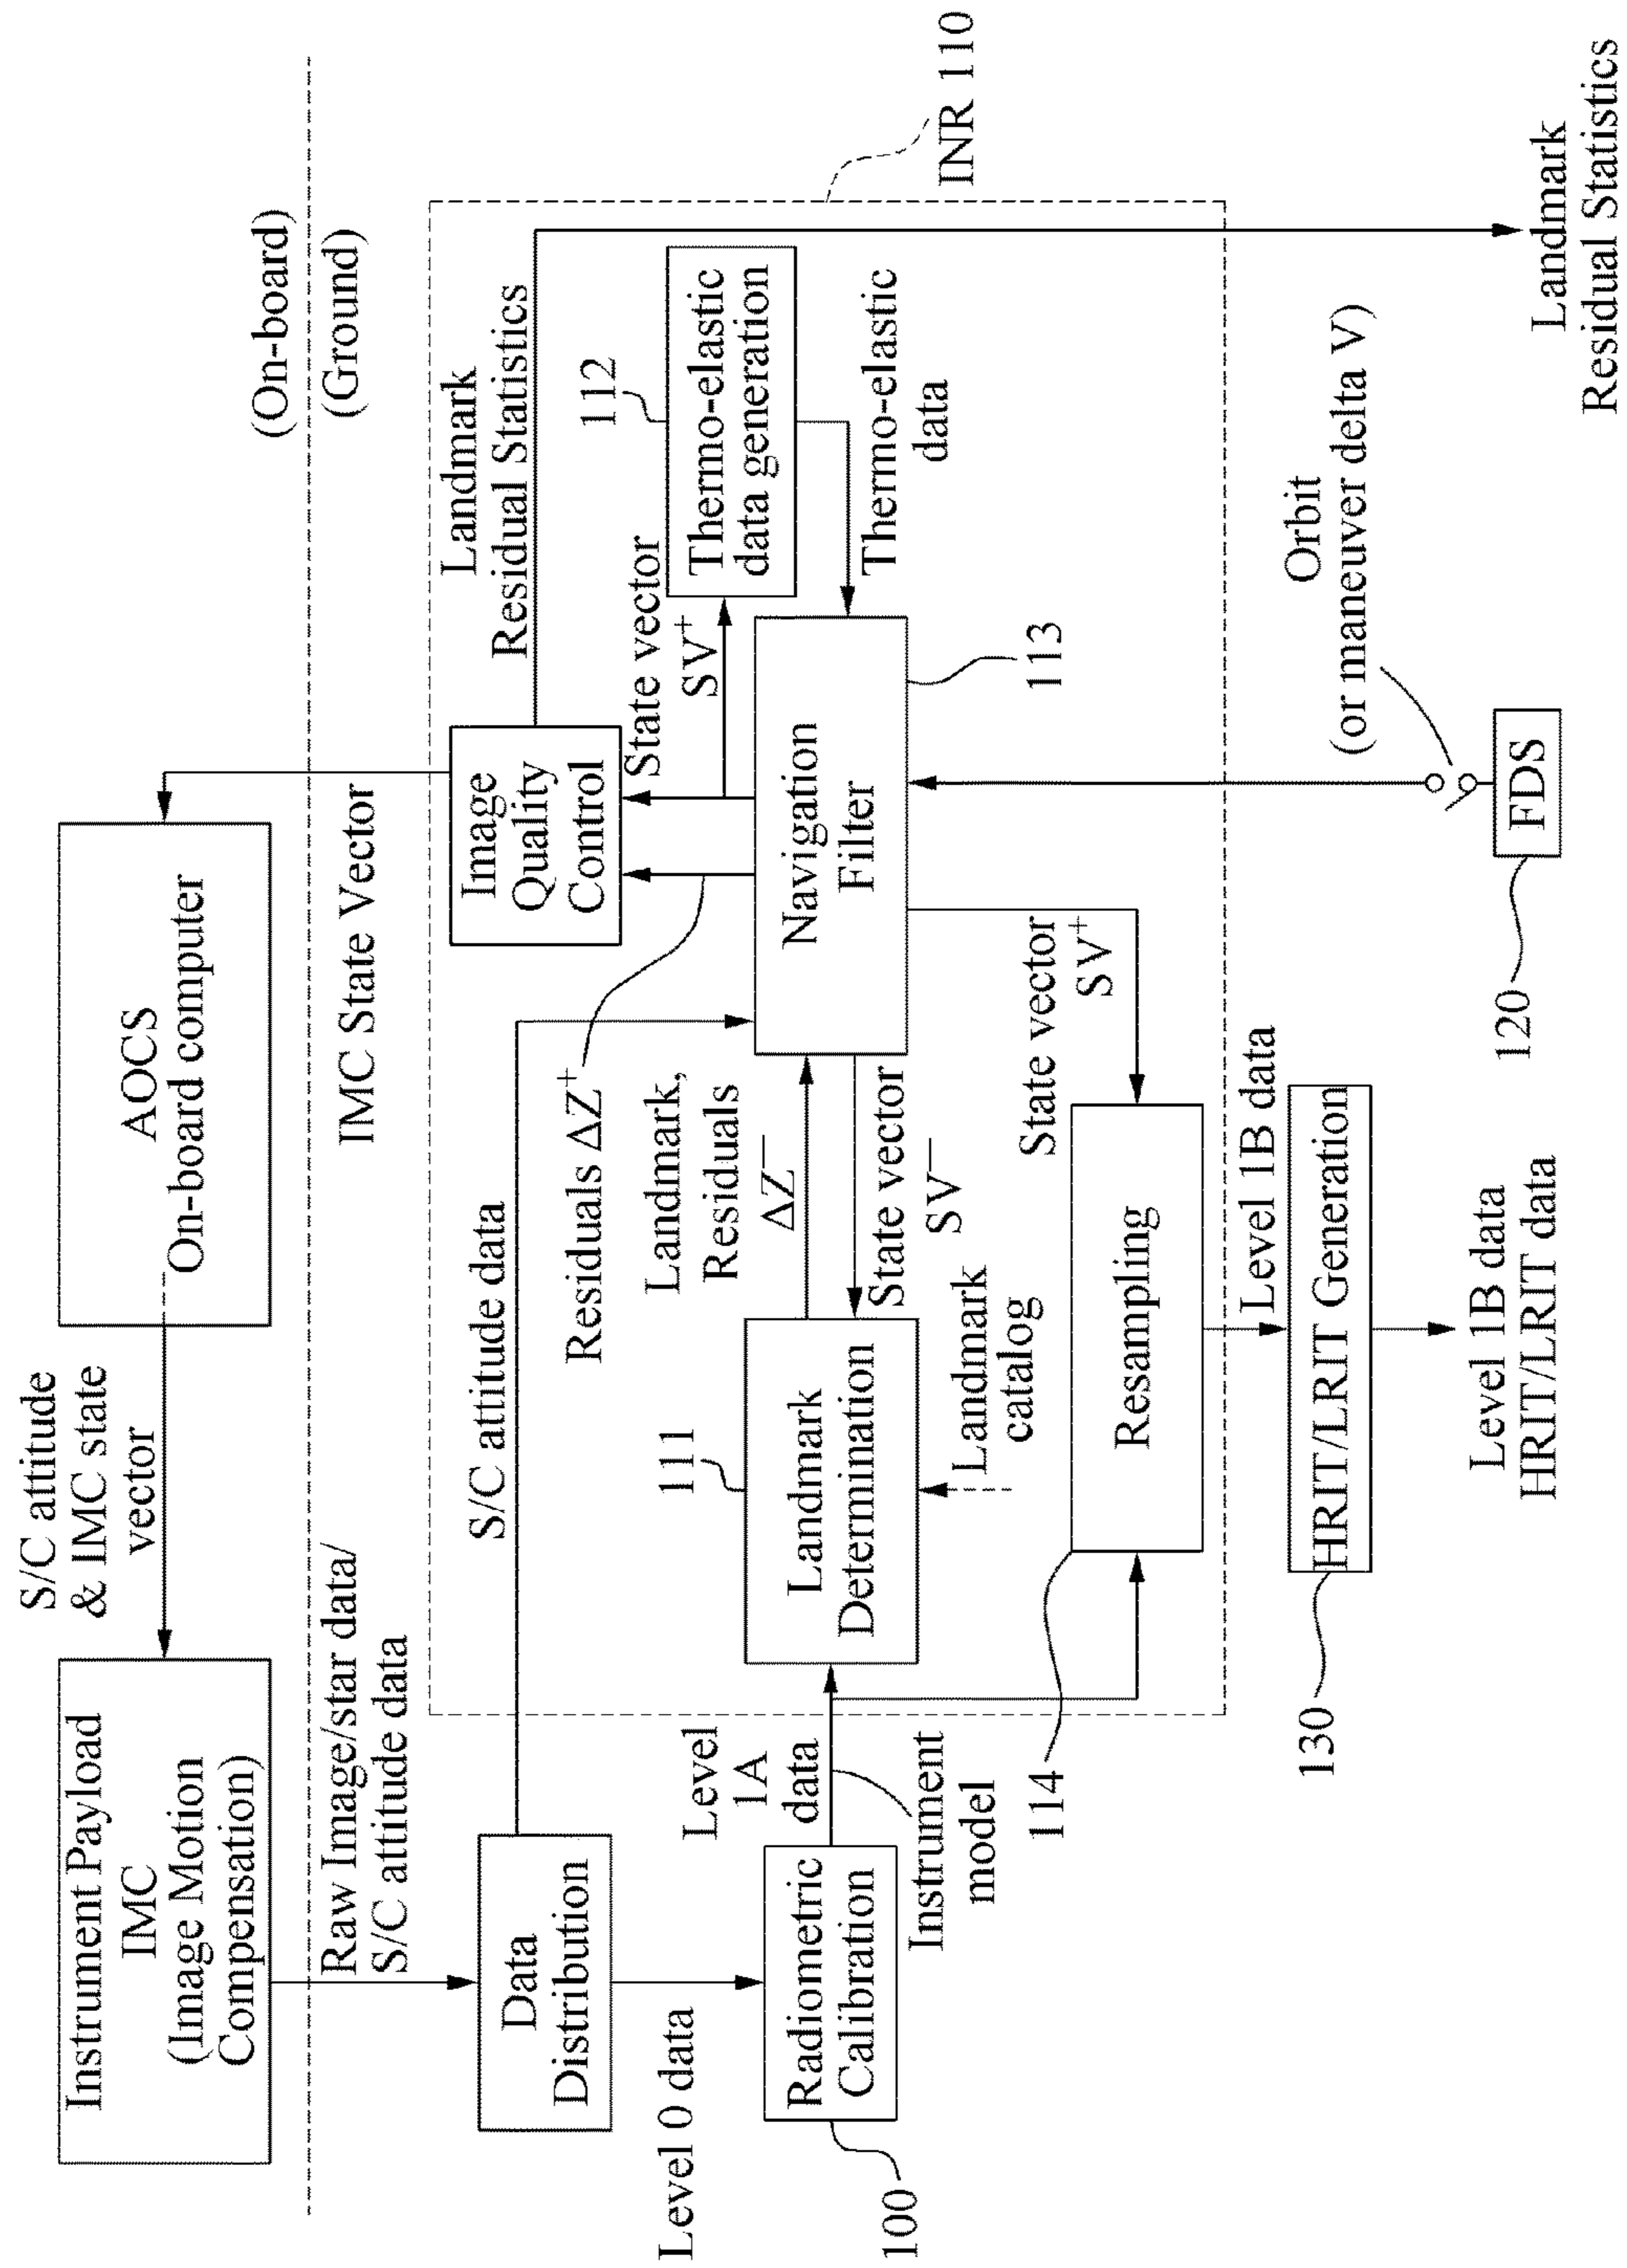 (On-board)
(Ground)
Instrument Payload
IMC
(Image Motion
Compensation)
S/C attitude
& IMC state
vector
AOCS
On-board computer
Raw Image/star data/
S/C attitude data
IMC State Vector
Data
Distribution
S/C attitude data
Image
Quality
Control
Landmark
Residual Statistics
INR 110
Level 0 data
Residuals ΔZ⁺
State vector
SV⁺
112
Thermo-elastic
data generation
Landmark,
Residuals
ΔZ⁻
Radiometric
Calibration
100
Level
1A
data
Instrument
model
111
Landmark
Determination
Landmark
catalog
State vector
SV⁻
Navigation
Filter
113
Thermo-elastic
data
State vector
SV⁺
114
Resampling
Level 1B data
130
HRIT/LRIT Generation
Level 1B data
HRIT/LRIT data
Orbit
(or maneuver delta V)
FDS
120
Landmark
Residual Statistics